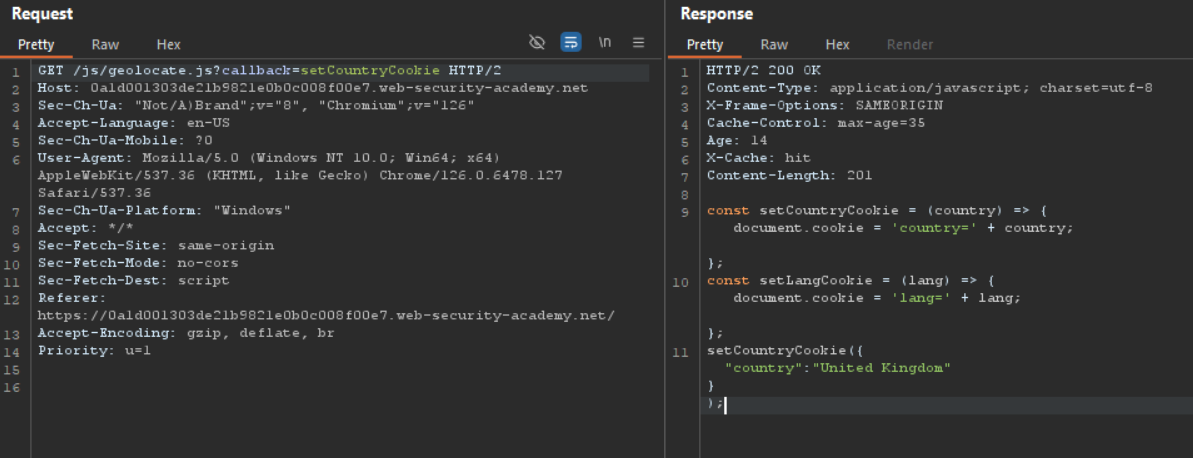 Request
Pretty Raw Hex
\n
1 GET /js/geolocate.js?callback=setCountryCookie HTTP/2
2 Host: 0a1d001303de21b9821e0b0c008f00e7.web-security-academy.net
3 Sec-Ch-Ua: "Not/A)Brand";v="8", "Chromium";v="126"
4 Accept-Language: en-US
5 Sec-Ch-Ua-Mobile: ?0
6 User-Agent: Mozilla/5.0 (Windows NT 10.0; Win64; x64)
AppleWebKit/537.36 (KHTML, like Gecko) Chrome/126.0.6478.127
Safari/537.36
7 Sec-Ch-Ua-Platform: "Windows"
8 Accept: */*
9 Sec-Fetch-Site: same-origin
10 Sec-Fetch-Mode: no-cors
11 Sec-Fetch-Dest: script
12 Referer:
https://0a1d001303de21b9821e0b0c008f00e7.web-security-academy.net/
13 Accept-Encoding: gzip, deflate, br
14 Priority: u=1
15
16
Response
Pretty Raw Hex Render
1 HTTP/2 200 OK
2 Content-Type: application/javascript; charset=utf-8
3 X-Frame-Options: SAMEORIGIN
4 Cache-Control: max-age=35
5 Age: 14
6 X-Cache: hit
7 Content-Length: 201
8
9 const setCountryCookie = (country) => {
document.cookie = 'country=' + country;
};
10 const setLangCookie = (lang) => {
document.cookie = 'lang=' + lang;
};
11 setCountryCookie({
"country":"United Kingdom"
}
);